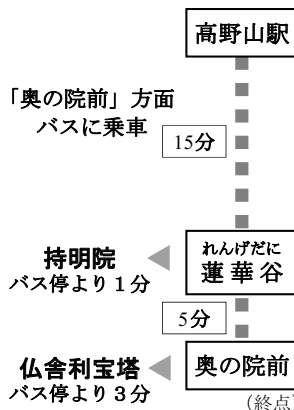 高野山駅
「奥の院前」方面
バスに乗車
15分
れんげだに
蓮華谷
持明院
バス停より1分
5分
奥の院前
仏舎利宝塔
バス停より3分
(終点)